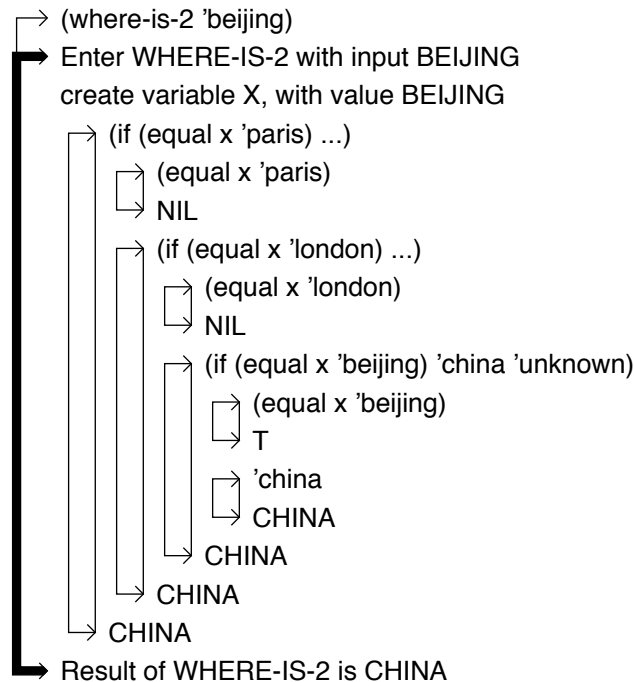 (where-is-2 ’beijing)
Enter WHERE-IS-2 with input BEIJING
create variable X, with value BEIJING
(if (equal x ’paris) ...)
(equal x ’paris)
NIL
(if (equal x ’london) ...)
(equal x ’london)
NIL
(if (equal x ’beijing) ’china ’unknown)
(equal x ’beijing)
T
’china
CHINA
CHINA
CHINA
CHINA
Result of WHERE-IS-2 is CHINA